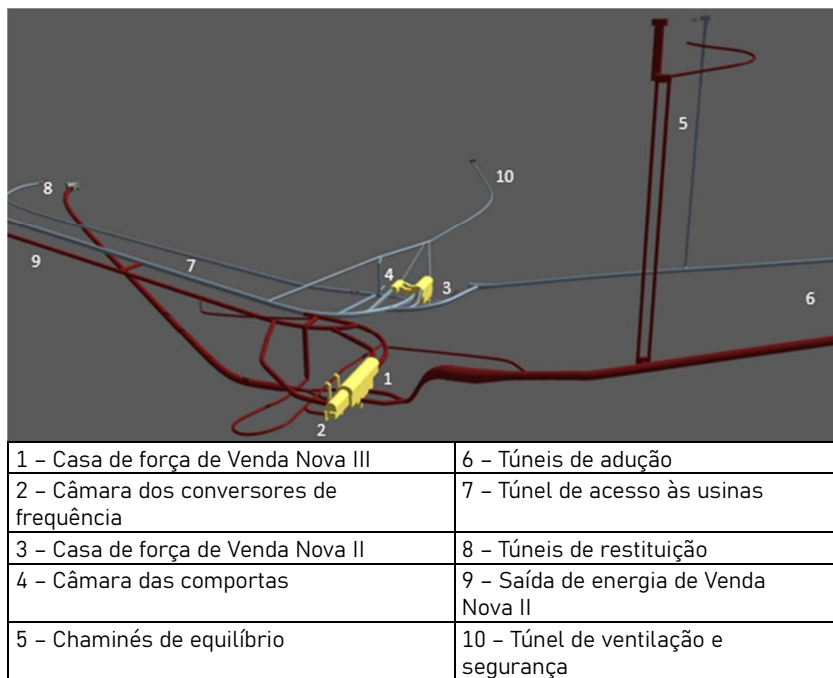 5
10
8
4
7
3
9
6
1
2
1 – Casa de força de Venda Nova III
6 – Túneis de adução
2 – Câmara dos conversores de
frequência
7 – Túnel de acesso às usinas
3 – Casa de força de Venda Nova II
8 – Túneis de restituição
4 – Câmara das comportas
9 – Saída de energia de Venda
Nova II
5 – Chaminés de equilíbrio
10 – Túnel de ventilação e
segurança